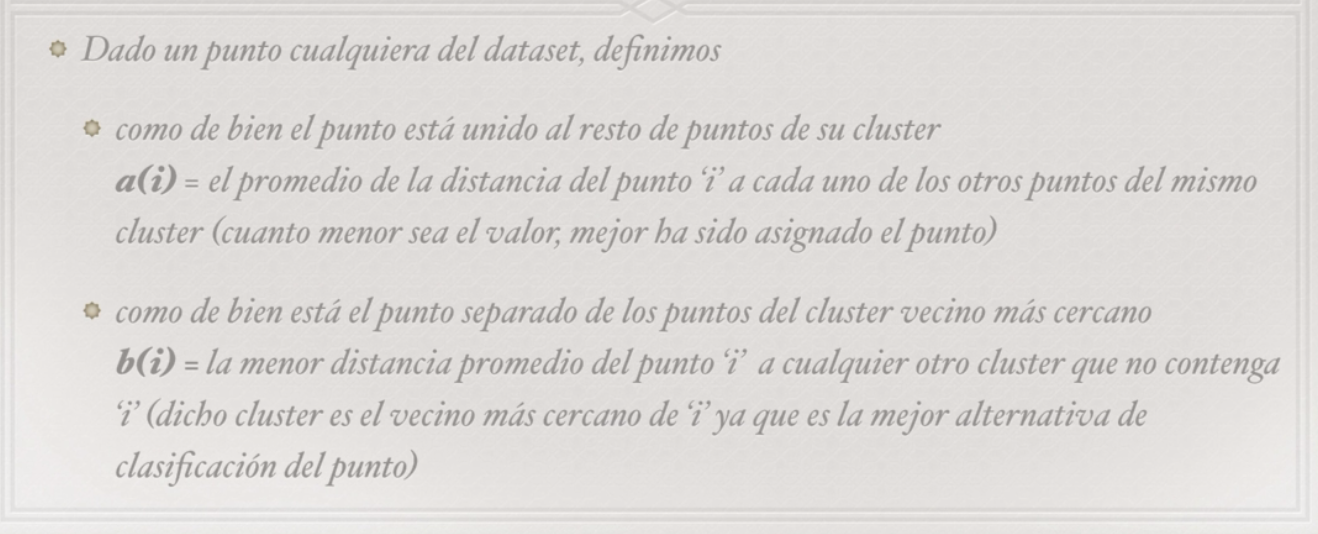 Dado un punto cualquiera del dataset, definimos
como de bien el punto está unido al resto de puntos de su cluster
a(i) = el promedio de la distancia del punto ‘i’ a cada uno de los otros puntos del mismo
cluster (cuanto menor sea el valor, mejor ha sido asignado el punto)
como de bien está el punto separado de los puntos del cluster vecino más cercano
b(i) = la menor distancia promedio del punto ‘i’ a cualquier otro cluster que no contenga
‘i’ (dicho cluster es el vecino más cercano de ‘i’ ya que es la mejor alternativa de
clasificación del punto)